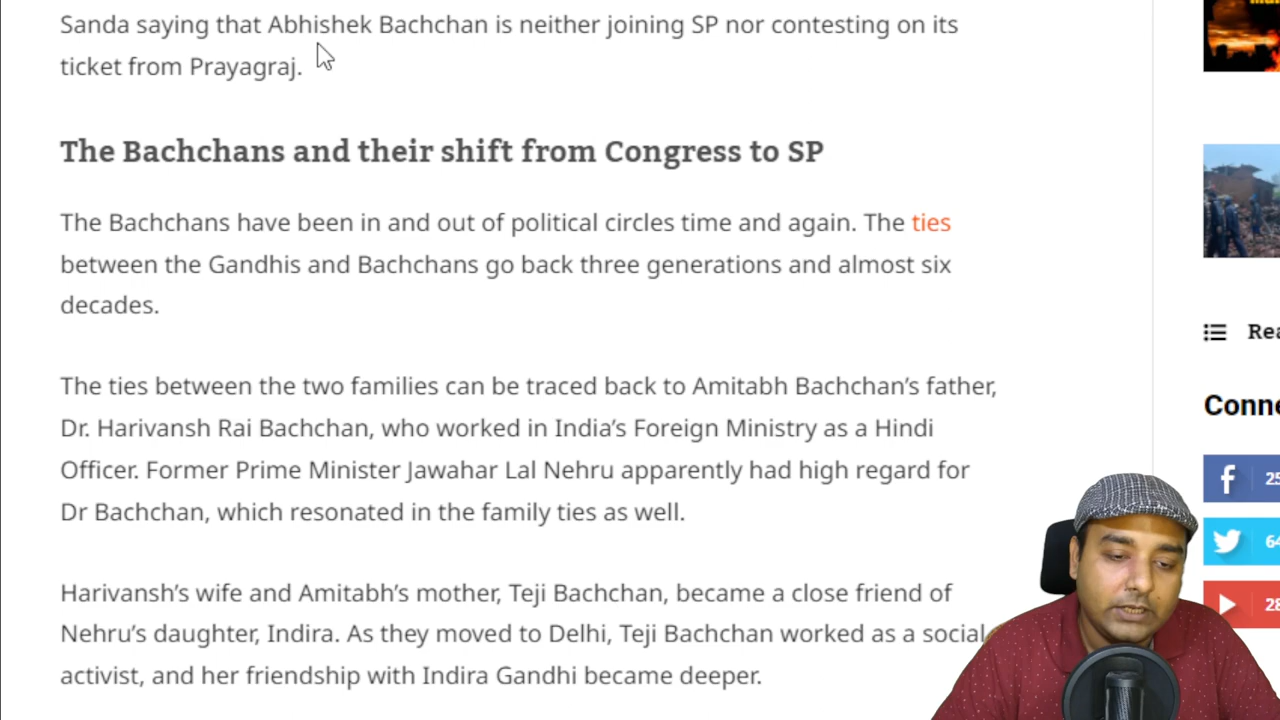 Sanda saying that Abhishek Bachchan is neither joining SP nor contesting on its
ticket from Prayagraj.
The Bachchans and their shift from Congress to SP
The Bachchans have been in and out of political circles time and again. The ties
between the Gandhis and Bachchans go back three generations and almost six
decades.
The ties between the two families can be traced back to Amitabh Bachchan’s father,
Dr. Harivansh Rai Bachchan, who worked in India’s Foreign Ministry as a Hindi
Officer. Former Prime Minister Jawahar Lal Nehru apparently had high regard for
Dr Bachchan, which resonated in the family ties as well.
Harivansh’s wife and Amitabh’s mother, Teji Bachchan, became a close friend of
Nehru’s daughter, Indira. As they moved to Delhi, Teji Bachchan worked as a social
activist, and her friendship with Indira Gandhi became deeper.